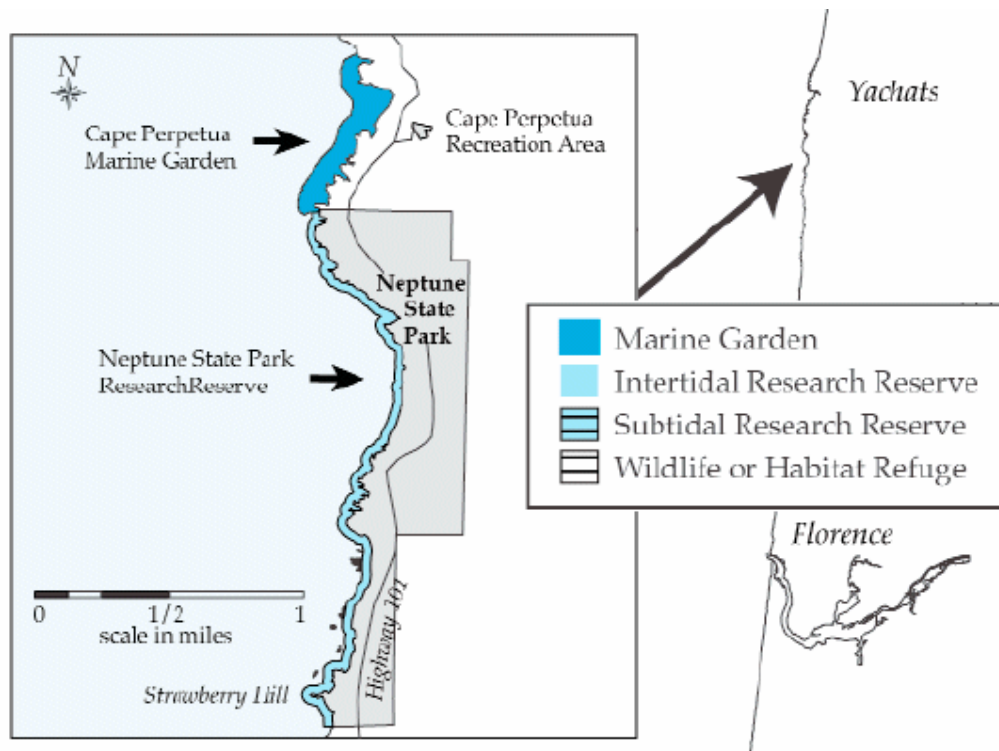 N
Cape Perpetua
Marine Garden
Cape Perpetua
Recreation Area
Neptune
State
Park
Neptune State Park
ResearchReserve
0
1/2
1
scale in miles
Highway 101
Strawberry Hill
Yachats
Marine Garden
Intertidal Research Reserve
Subtidal Research Reserve
Wildlife or Habitat Refuge
Florence